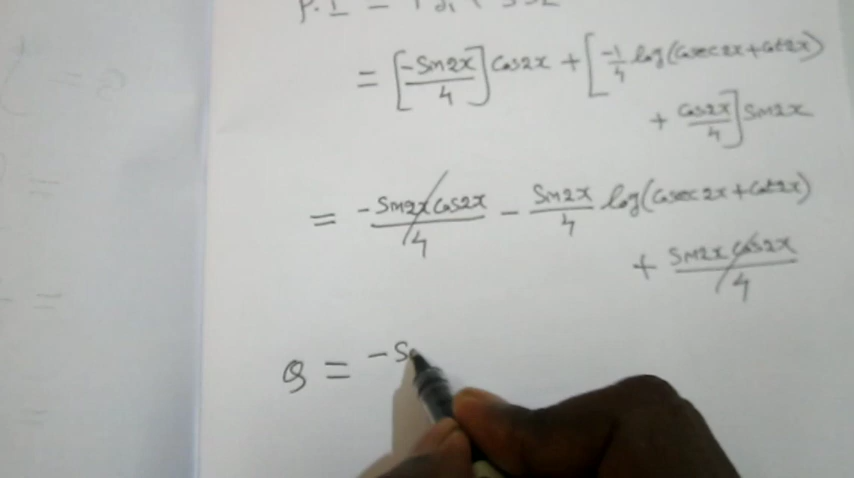 P.I =
= [-Sin2x/4] Cos2x + [-1/4 log(Cosec2x+Cot2x)
+ Cos2x/4] Sin2x
= -Sin2x Cos2x/4 - Sin2x/4 log(Cosec2x+Cot2x)
+ Sin2x Cos2x/4
= -S